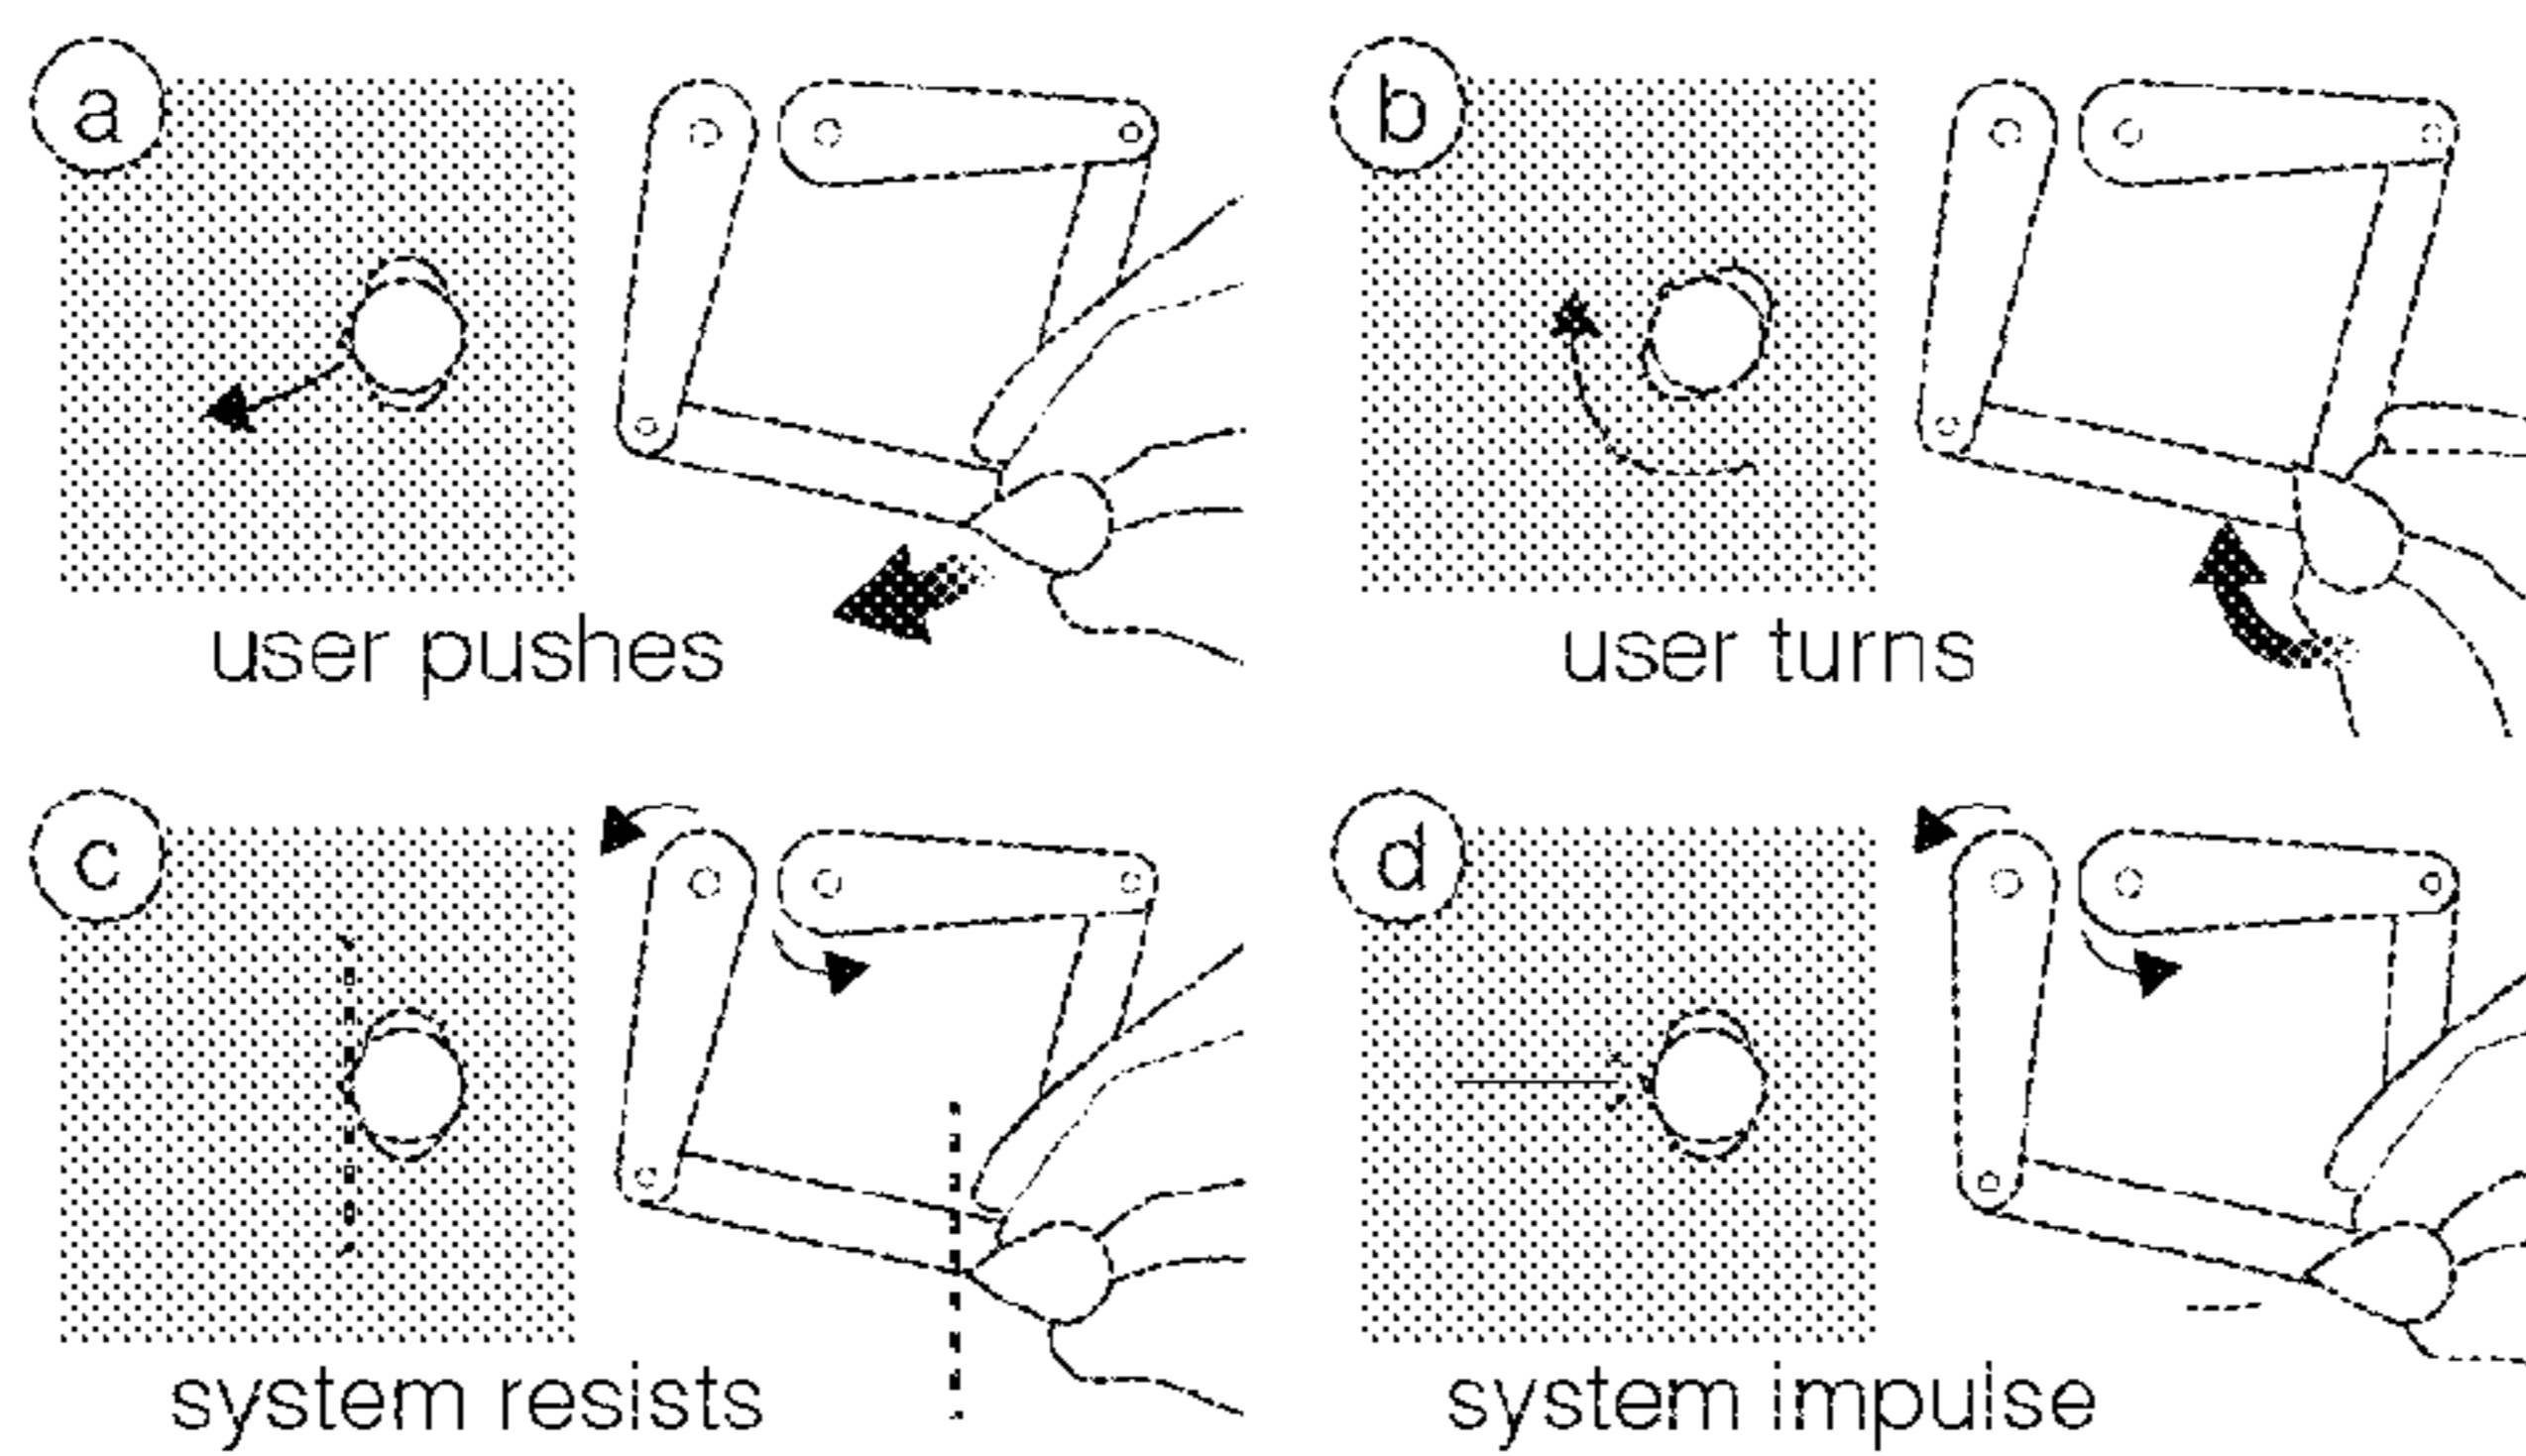 a
b
user pushes
user turns
c
d
system resists
system impulse